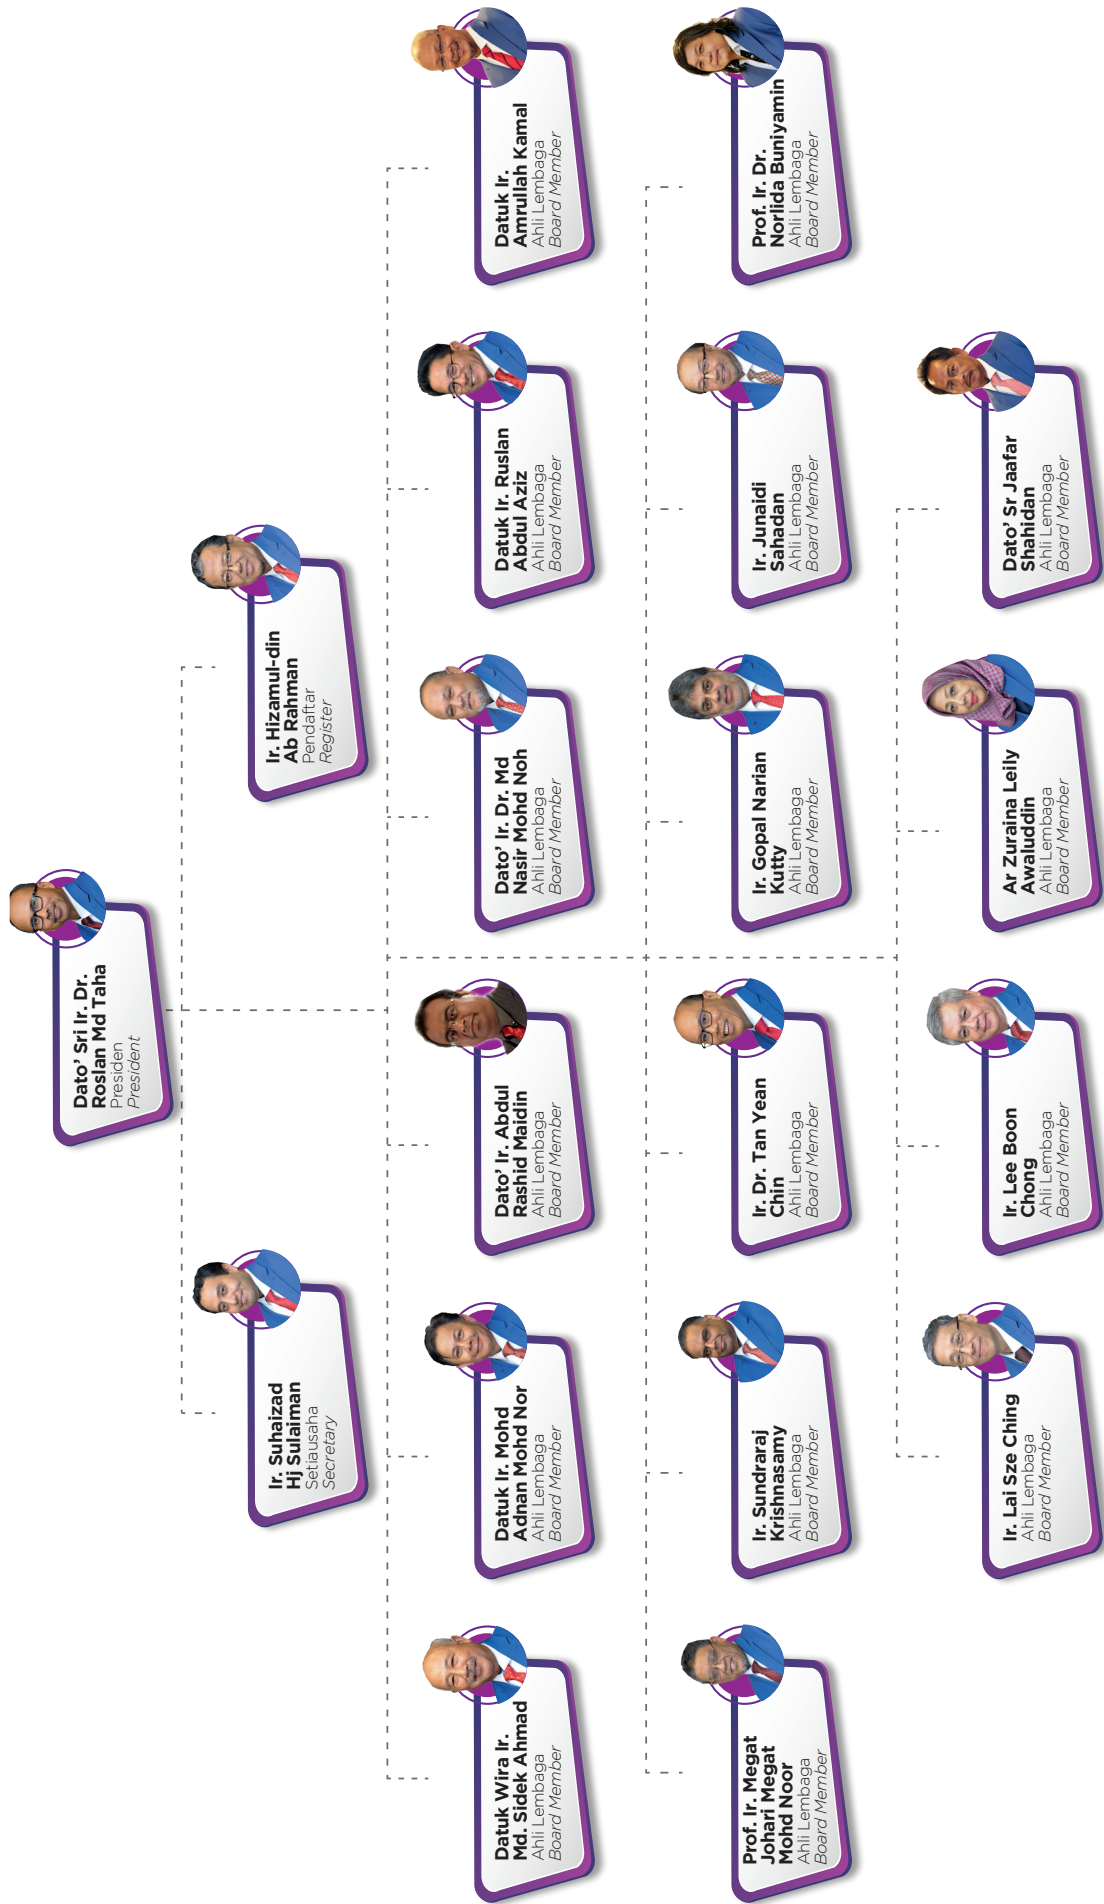 Dato’ Sri Ir. Dr.
Roslan Md Taha
Presiden
President
Ir. Suhaizad
Hj Sulaiman
Setiausaha
Secretary
Ir. Hizamul-din
Ab Rahman
Pendaftar
Register
Datuk Wira Ir.
Md. Sidek Ahmad
Ahli Lembaga
Board Member
Datuk Ir. Mohd
Adnan Mohd Nor
Ahli Lembaga
Board Member
Dato’ Ir. Abdul
Rashid Maidin
Ahli Lembaga
Board Member
Dato’ Ir. Dr. Md
Nasir Mohd Noh
Ahli Lembaga
Board Member
Datuk Ir. Ruslan
Abdul Aziz
Ahli Lembaga
Board Member
Datuk Ir.
Amrullah Kamal
Ahli Lembaga
Board Member
Prof. Ir. Megat
Johari Megat
Mohd Noor
Ahli Lembaga
Board Member
Ir. Sundraraj
Krishnasamy
Ahli Lembaga
Board Member
Ir. Dr. Tan Yean
Chin
Ahli Lembaga
Board Member
Ir. Gopal Narian
Kutty
Ahli Lembaga
Board Member
Ir. Junaidi
Sahadan
Ahli Lembaga
Board Member
Prof. Ir. Dr.
Norlida Buniyamin
Ahli Lembaga
Board Member
Ir. Lai Sze Ching
Ahli Lembaga
Board Member
Ir. Lee Boon
Chong
Ahli Lembaga
Board Member
Ar Zuraina Leily
Awaluddin
Ahli Lembaga
Board Member
Dato’ Sr Jaafar
Shahidan
Ahli Lembaga
Board Member